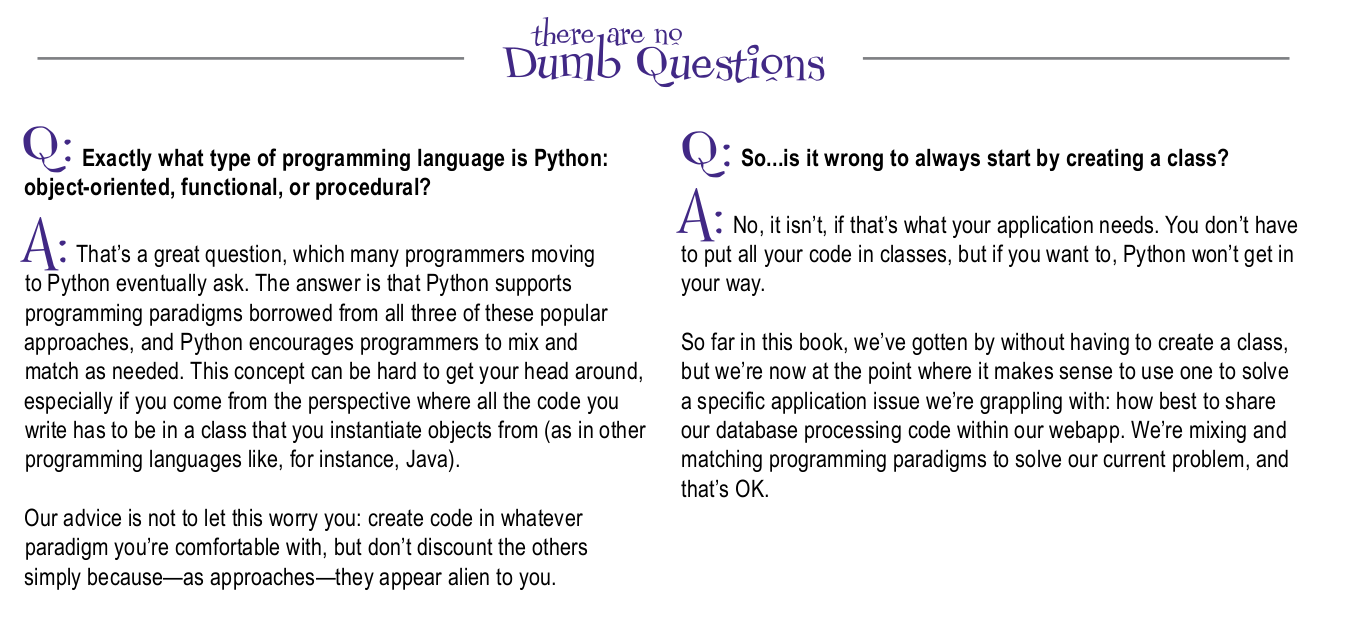 there are no
Dumb Questions
Q: Exactly what type of programming language is Python:
object-oriented, functional, or procedural?
A: That’s a great question, which many programmers moving
to Python eventually ask. The answer is that Python supports
programming paradigms borrowed from all three of these popular
approaches, and Python encourages programmers to mix and
match as needed. This concept can be hard to get your head around,
especially if you come from the perspective where all the code you
write has to be in a class that you instantiate objects from (as in other
programming languages like, for instance, Java).
Our advice is not to let this worry you: create code in whatever
paradigm you’re comfortable with, but don’t discount the others
simply because—as approaches—they appear alien to you.
Q: So...is it wrong to always start by creating a class?
A: No, it isn’t, if that’s what your application needs. You don’t have
to put all your code in classes, but if you want to, Python won’t get in
your way.
So far in this book, we’ve gotten by without having to create a class,
but we’re now at the point where it makes sense to use one to solve
a specific application issue we’re grappling with: how best to share
our database processing code within our webapp. We’re mixing and
matching programming paradigms to solve our current problem, and
that’s OK.